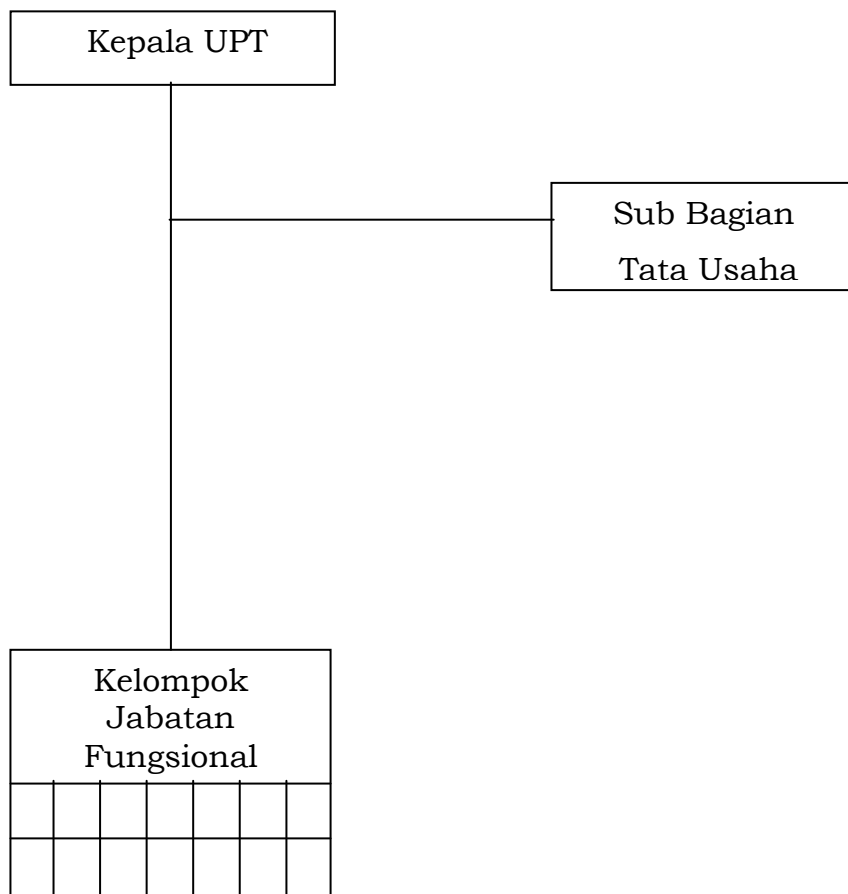 Kepala UPT
Sub Bagian
Tata Usaha
Kelompok
Jabatan
Fungsional